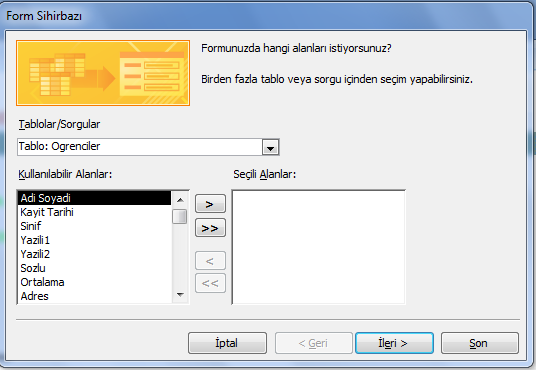 Form Sihirbazı
Formunuzda hangi alanları istiyorsunuz?
Birden fazla tablo veya sorgu içinden seçim yapabilirsiniz.
Tablolar/Sorgular
Tablo: Ogrenciler
Kullanılabilir Alanlar:
Seçili Alanlar:
Adi Soyadi
Kayit Tarihi
Sinif
Yazili1
Yazili2
Sozlu
Ortalama
Adres
>
>>
<
<<
İptal
< Geri
İleri >
Son